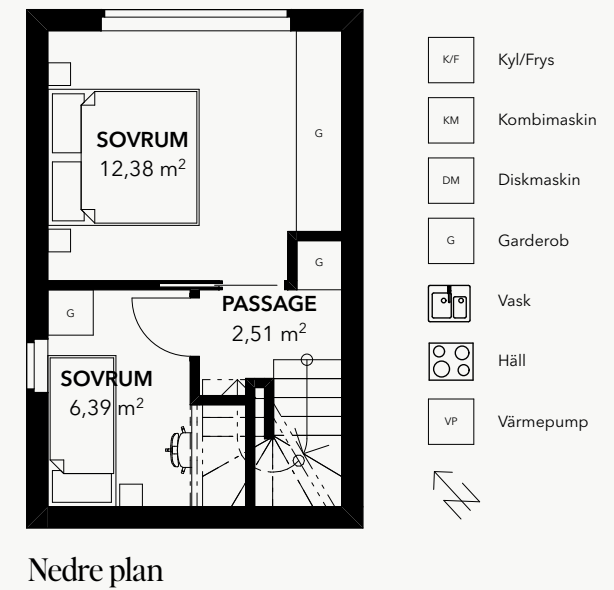 SOVRUM
12,38 m²
G
G
G
PASSAGE
2,51 m²
SOVRUM
6,39 m²
K/F Kyl/Frys
KM Kombimaskin
DM Diskmaskin
G Garderob
Vask
Häll
VP Värmepump
N
Nedre plan